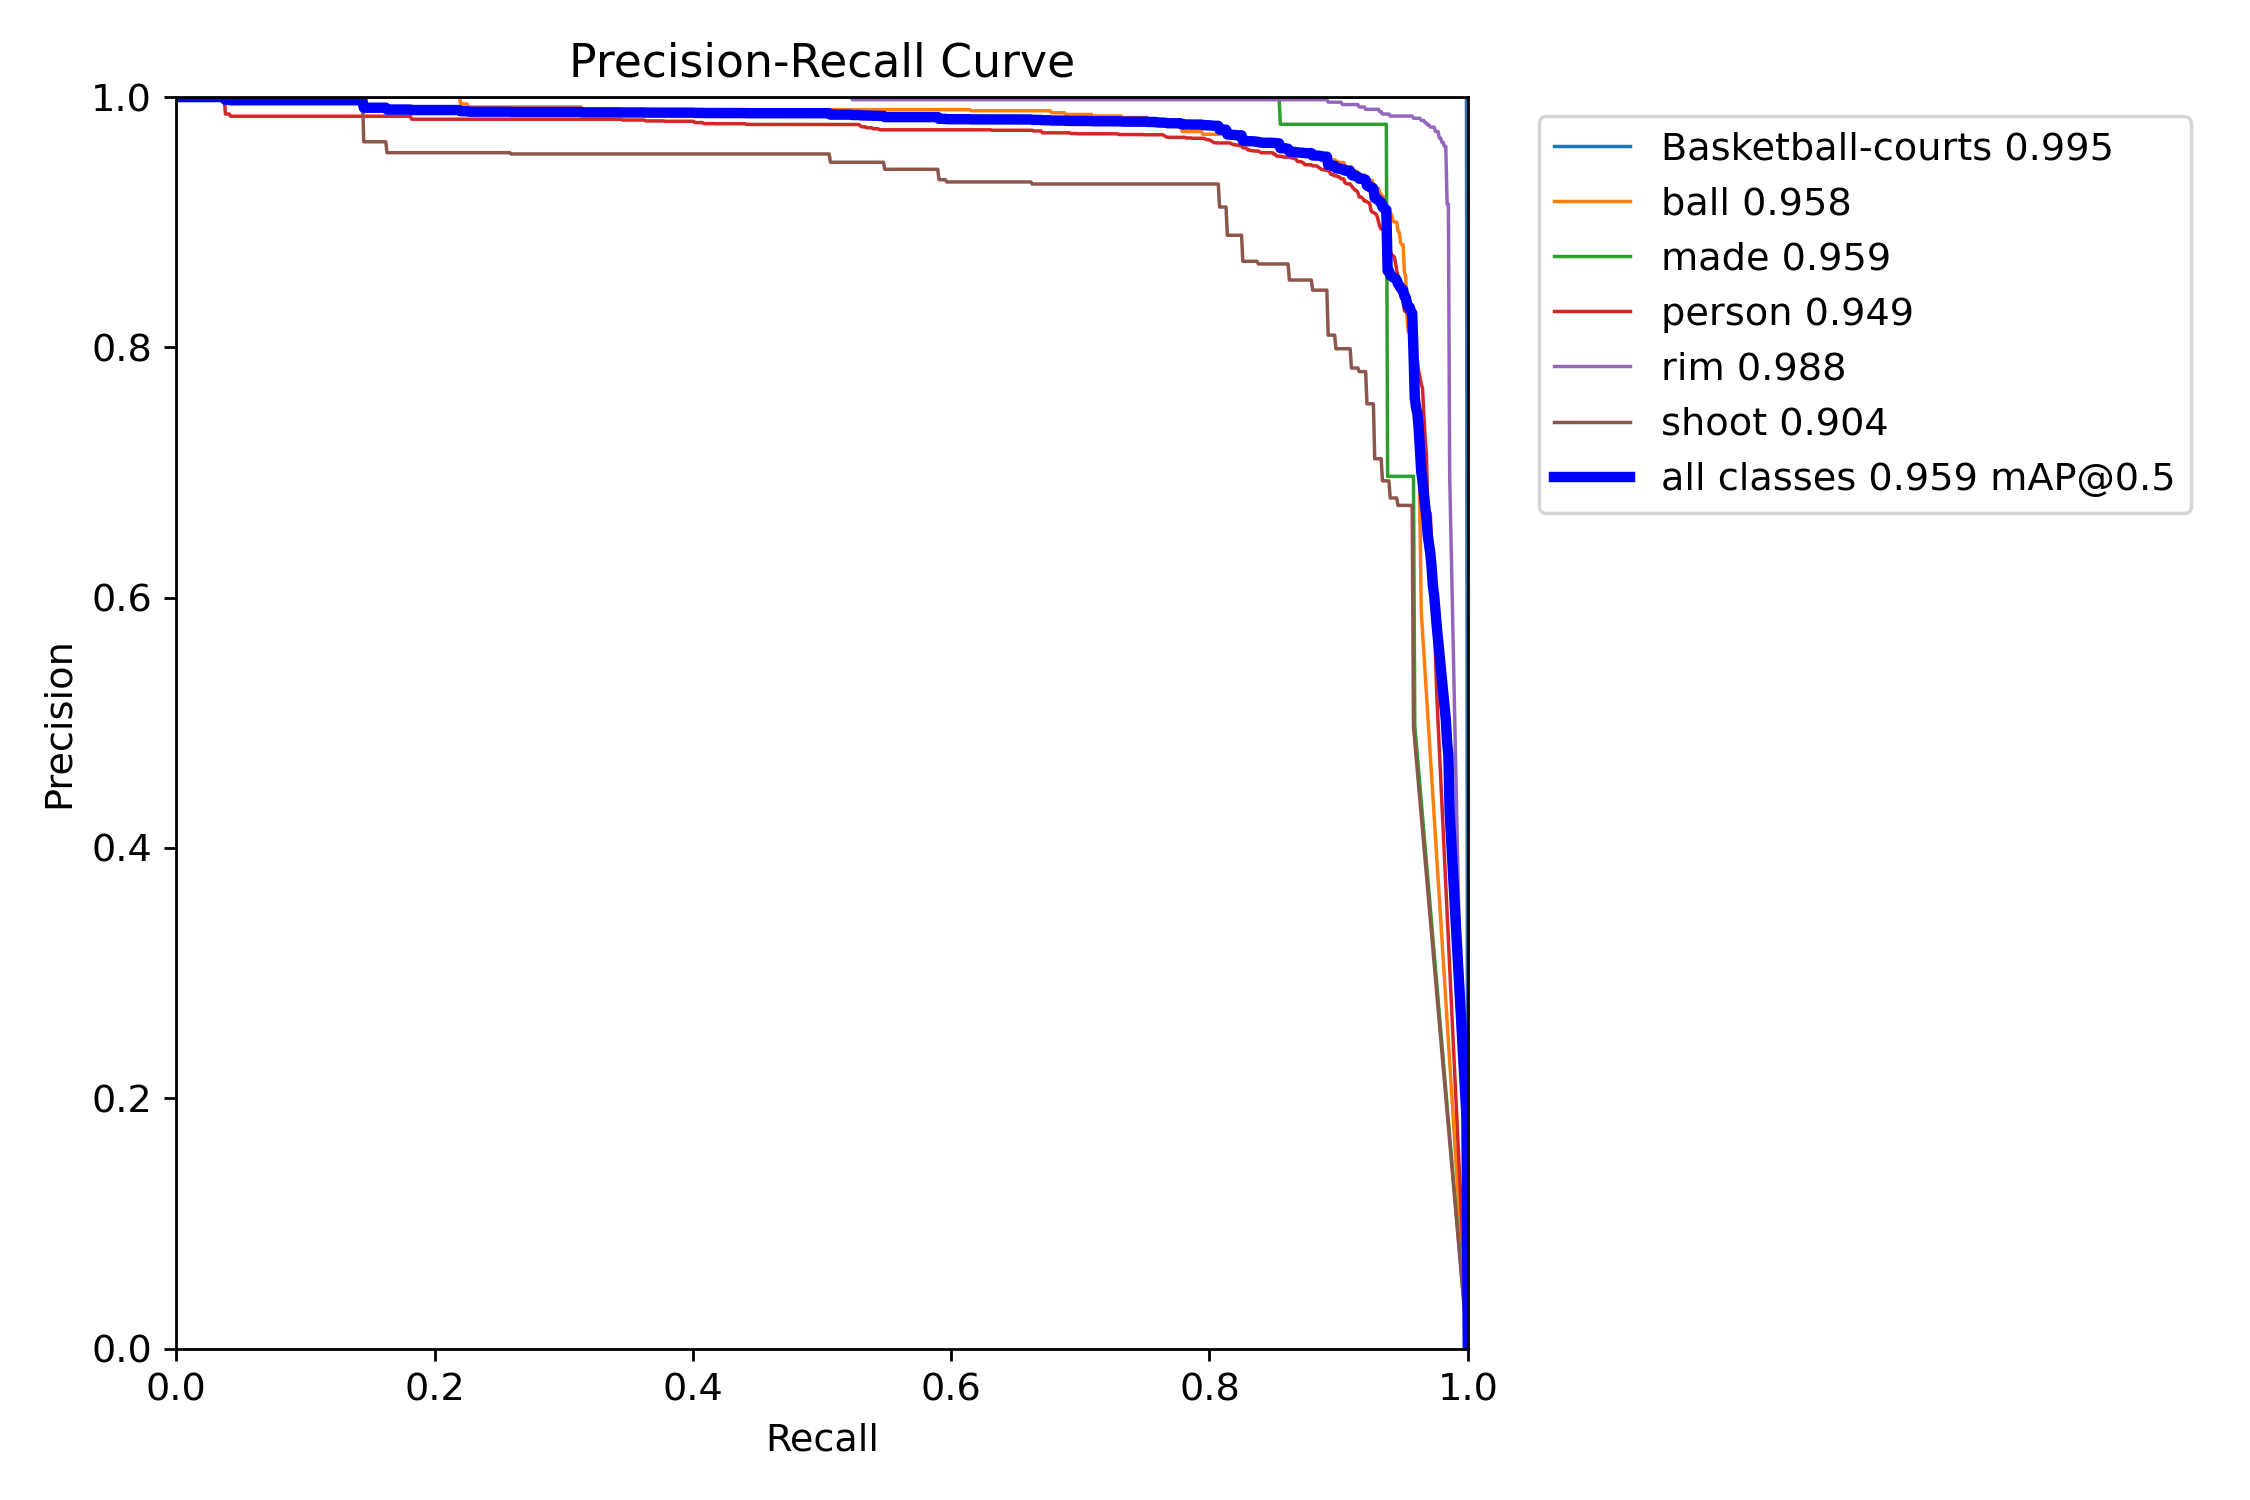 Precision-Recall Curve
1.0
0.8
0.6
0.4
0.2
0.0
Precision
0.0 0.2 0.4 0.6 0.8 1.0
Recall
Basketball-courts 0.995
ball 0.958
made 0.959
person 0.949
rim 0.988
shoot 0.904
all classes 0.959 mAP@0.5